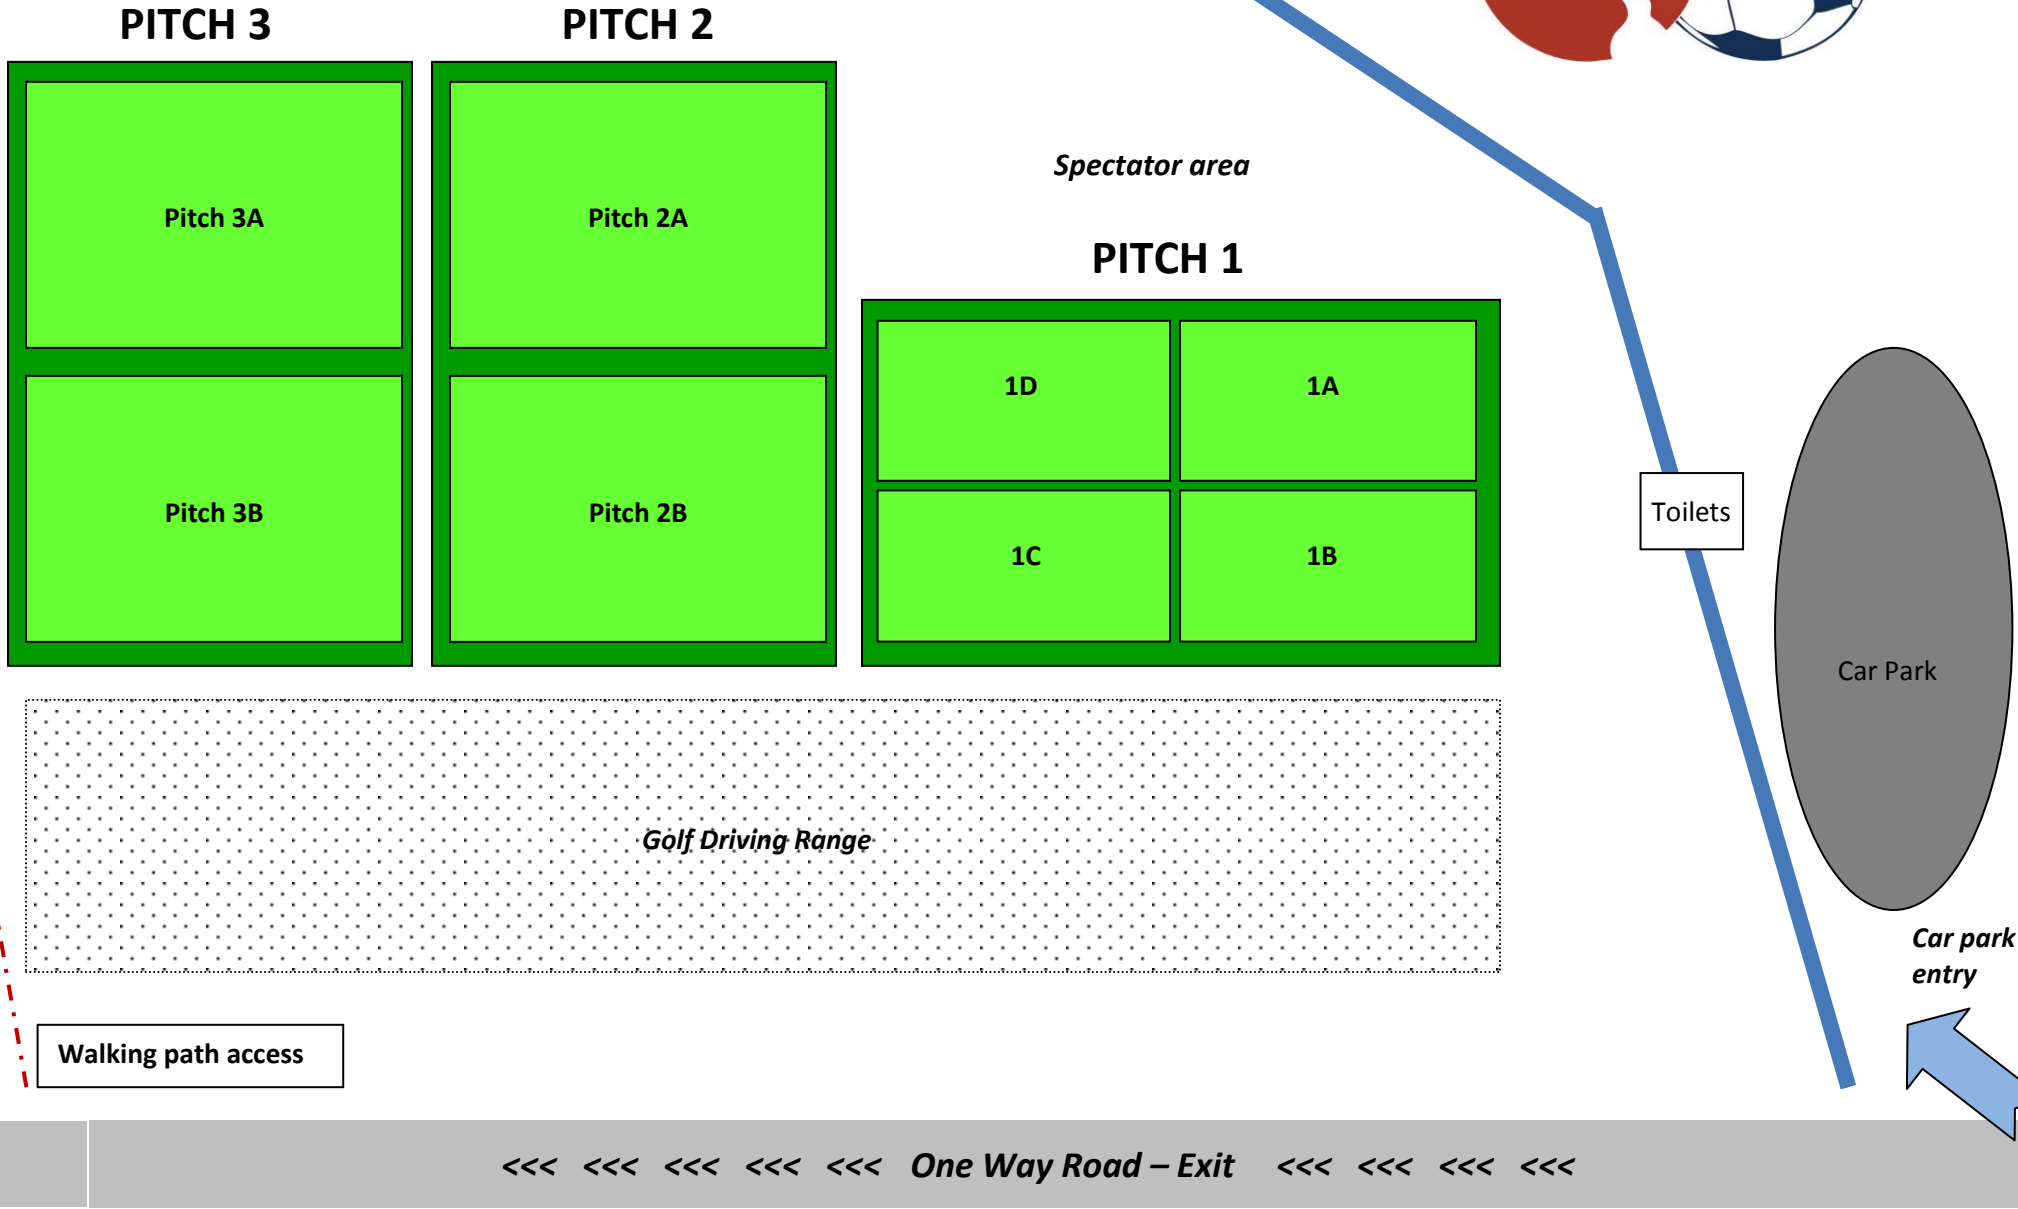 PITCH 3
PITCH 2
Spectator area
PITCH 1
Pitch 3A
Pitch 2A
1D
1A
Pitch 3B
Pitch 2B
1C
1B
Toilets
Car Park
Golf Driving Range
Car park
entry
Walking path access
<<< <<< <<< <<< <<< One Way Road – Exit <<< <<< <<< <<<